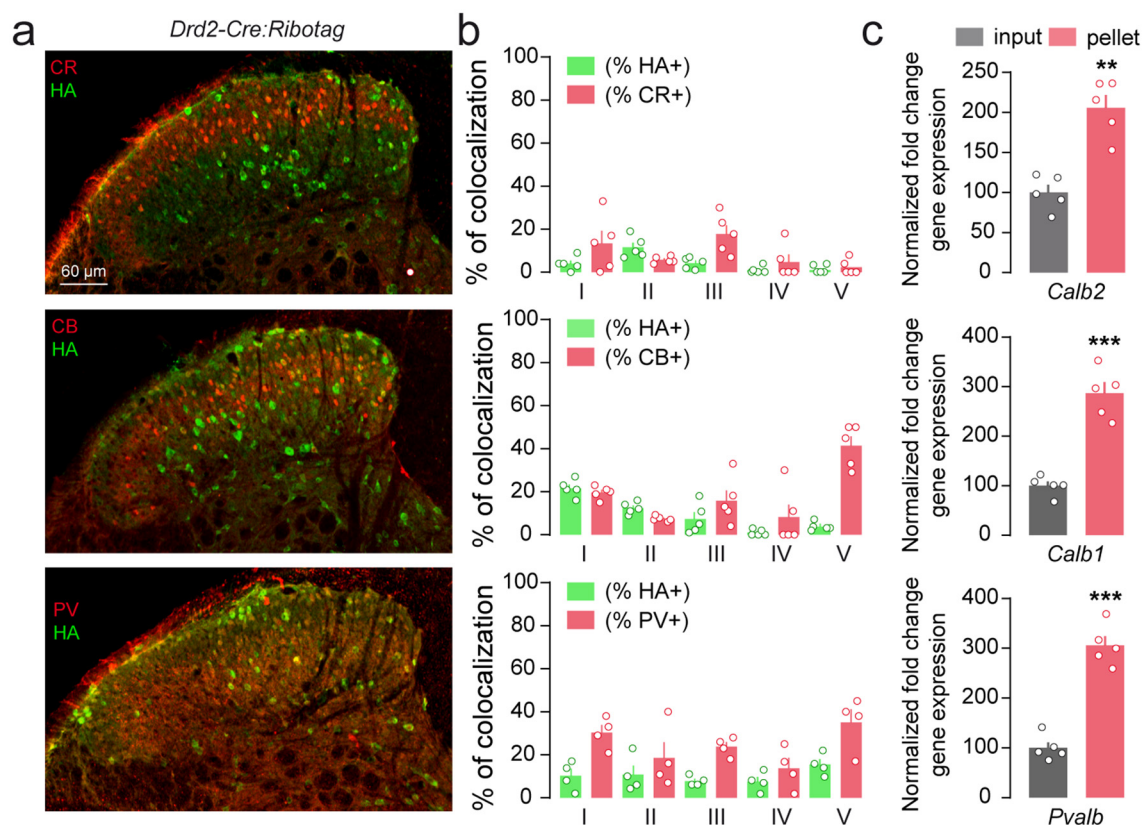 a
Drd2-Cre:Ribotag
CR
HA
60 µm
CB
HA
PV
HA
b
% of colocalization
100
80
60
40
20
0
(% HA+)
(% CR+)
I II III IV V
% of colocalization
100
80
60
40
20
0
(% HA+)
(% CB+)
I II III IV V
% of colocalization
100
80
60
40
20
0
(% HA+)
(% PV+)
I II III IV V
c
input pellet
Normalized fold change
gene expression
250
200
150
100
50
0
**
Calb2
Normalized fold change
gene expression
400
300
200
100
0
***
Calb1
Normalized fold change
gene expression
400
300
200
100
0
***
Pvalb